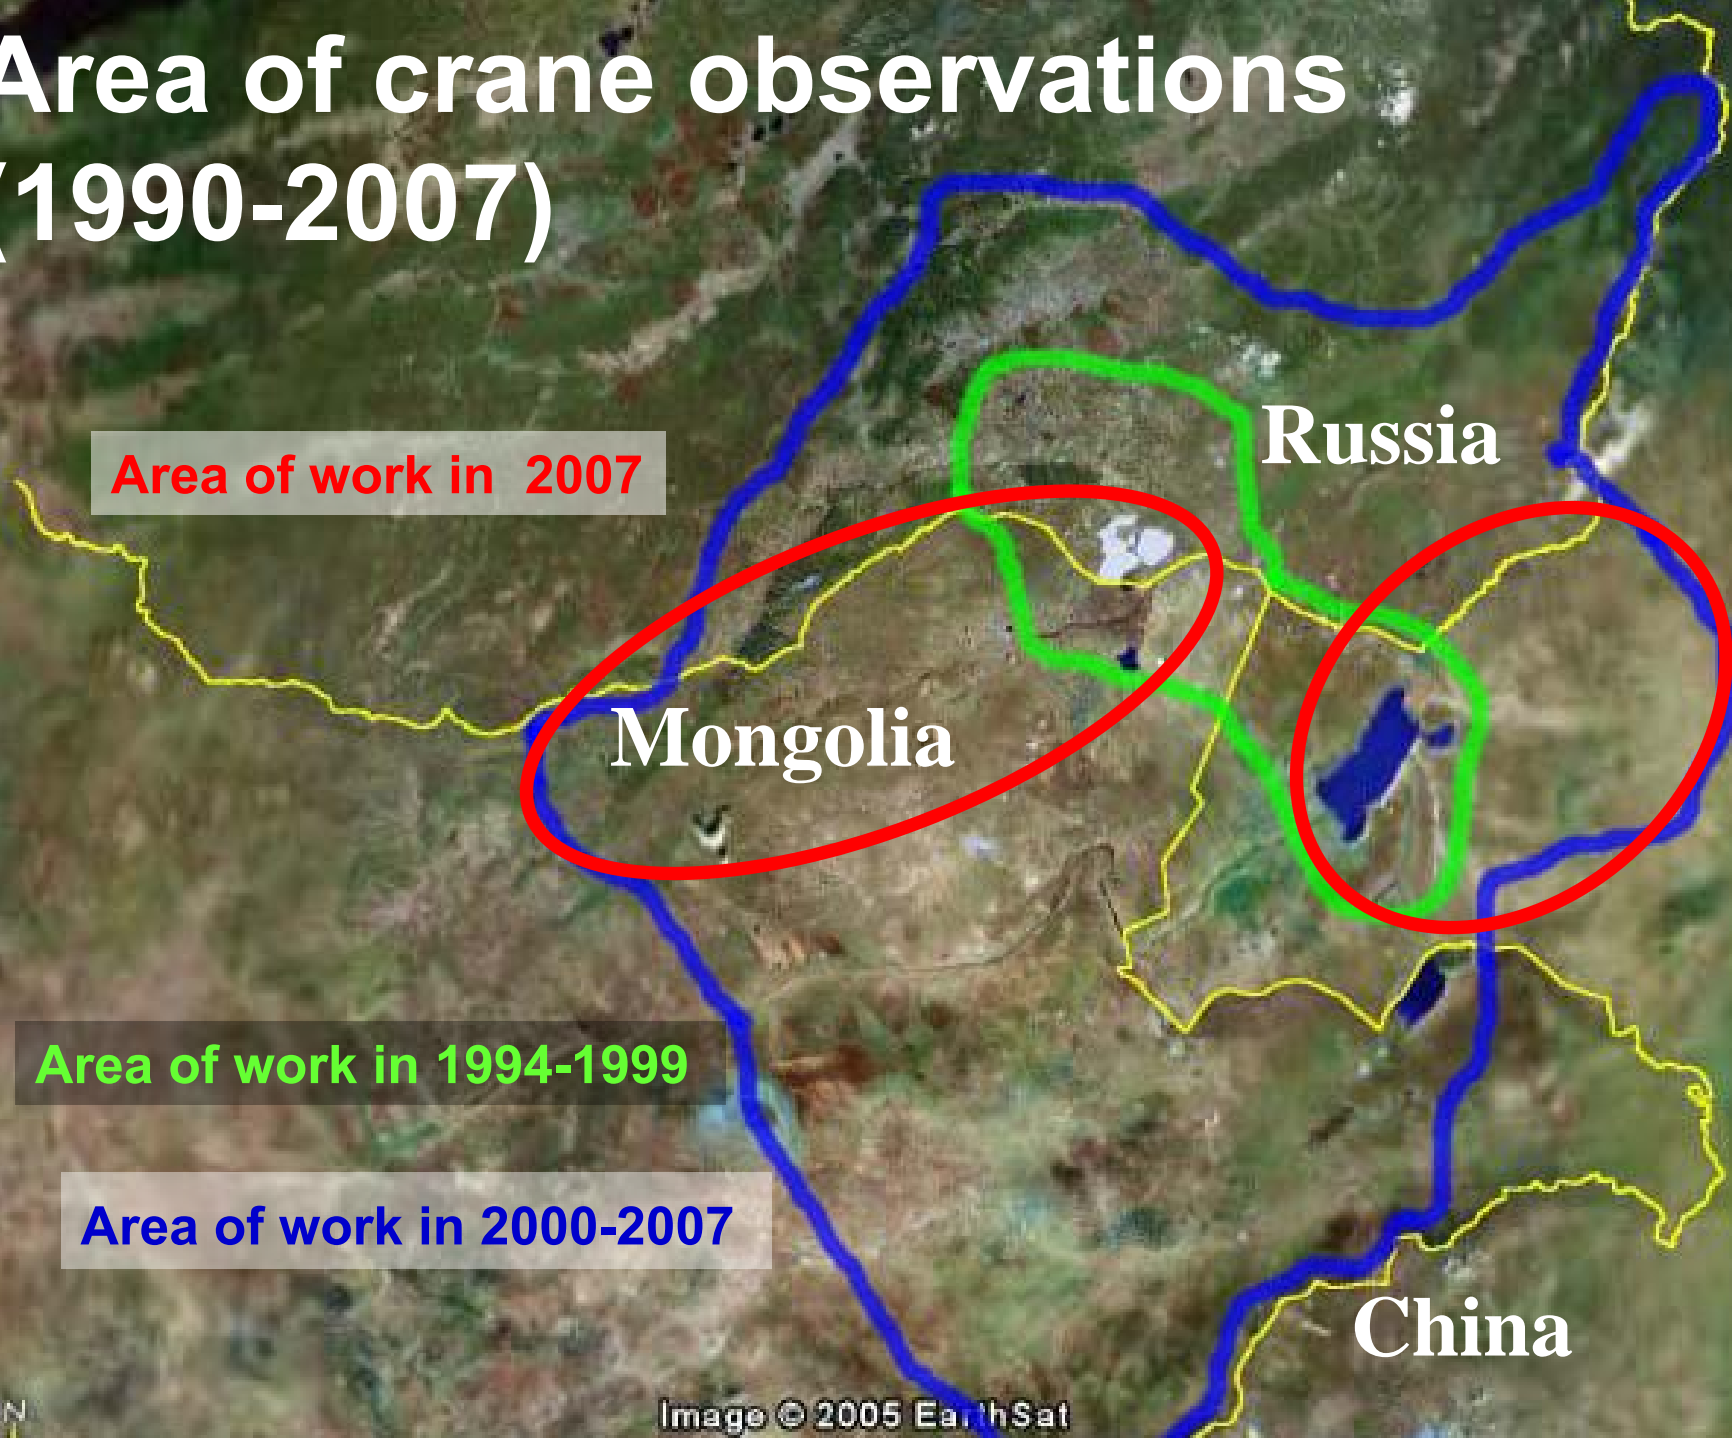 Area of crane observations
(1990-2007)
Russia
Area of work in 2007
Mongolia
Area of work in 1994-1999
Area of work in 2000-2007
China
Image © 2005 EarthSat
N